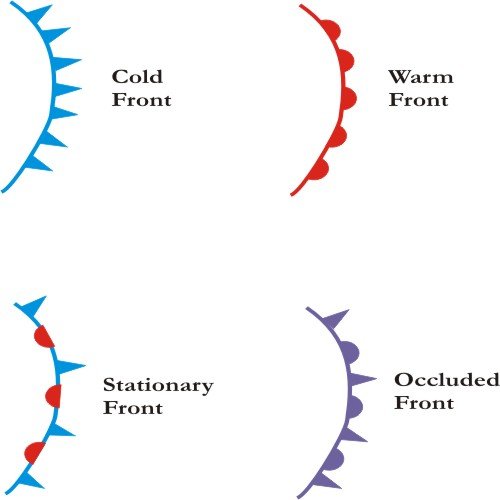 Cold
Front
Warm
Front
Stationary
Front
Occluded
Front